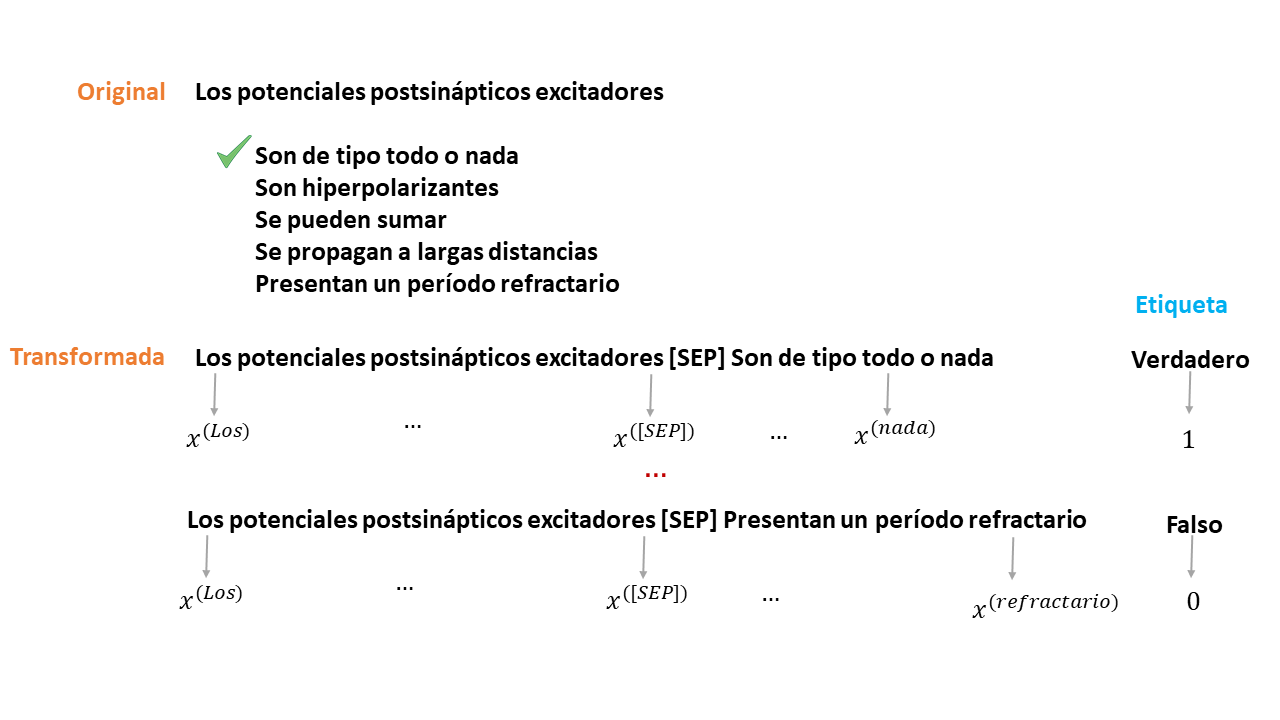 Original Los potenciales postsinápticos excitadores
Son de tipo todo o nada
Son hiperpolarizantes
Se pueden sumar
Se propagan a largas distancias
Presentan un período refractario
Etiqueta
Transformada Los potenciales postsinápticos excitadores [SEP] Son de tipo todo o nada Verdadero
x^(Los) ... x^([SEP]) ... x^(nada) 1
...
Los potenciales postsinápticos excitadores [SEP] Presentan un período refractario Falso
x^(Los) ... x^([SEP]) ... x^(refractario) 0